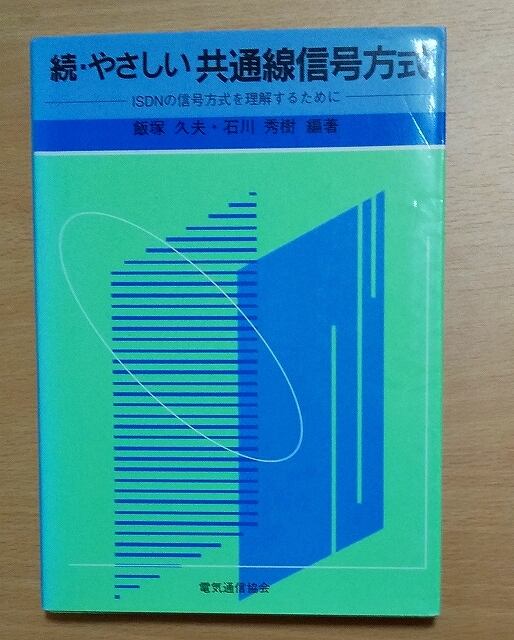 続・やさしい 共通線信号方式
ISDNの信号方式を理解するために
飯塚 久夫・石川 秀樹 編著
電気通信協会